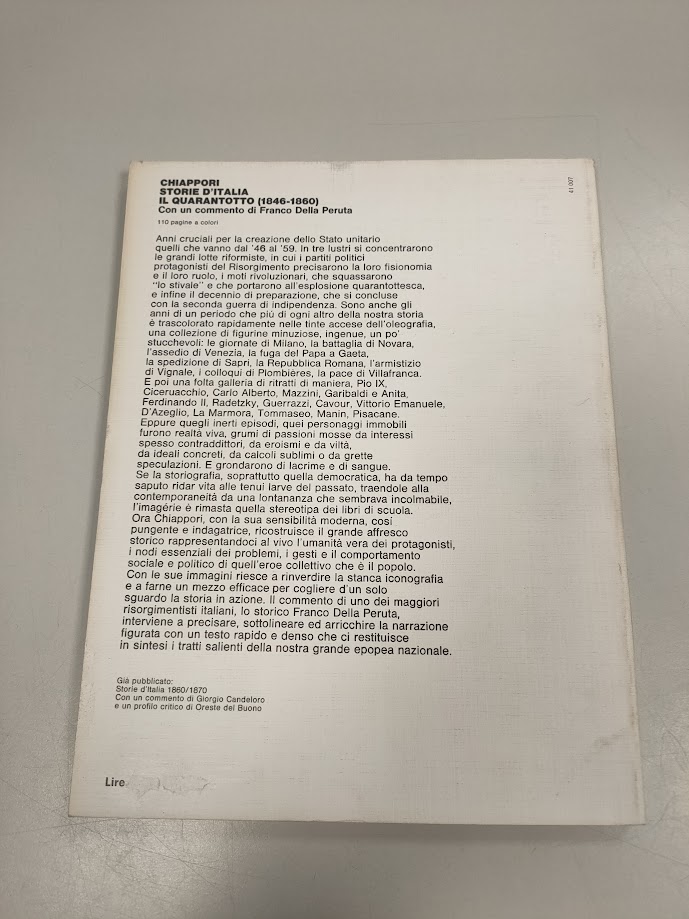 CHIAPPORI
STORIE D'ITALIA
IL QUARANTOTTO (1846-1860)
Con un commento di Franco Della Peruta
110 pagine a colori
41 007
Anni cruciali per la creazione dello Stato unitario
quelli che vanno dal '46 al '59. In tre lustri si concentrarono
le grandi lotte riformiste, in cui i partiti politici
protagonisti del Risorgimento precisarono la loro fisionomia
e il loro ruolo, i moti rivoluzionari, che squassarono
"lo stivale" e che portarono all'esplosione quarantottesca,
e infine il decennio di preparazione, che si concluse
con la seconda guerra di indipendenza. Sono anche gli
anni di un periodo che piú di ogni altro della nostra storia
è trascolorato rapidamente nelle tinte accese dell'oleografia,
una collezione di figurine minuziose, ingenue, un po'
stucchevoli: le giornate di Milano, la battaglia di Novara,
l'assedio di Venezia, la fuga del Papa a Gaeta,
la spedizione di Sapri, la Repubblica Romana, l'armistizio
di Vignale, i colloqui di Plombières, la pace di Villafranca.
E poi una folta galleria di ritratti di maniera, Pio IX,
Ciceruacchio, Carlo Alberto, Mazzini, Garibaldi e Anita,
Ferdinando II, Radetzky, Guerrazzi, Cavour, Vittorio Emanuele,
D'Azeglio, La Marmora, Tommaseo, Manin, Pisacane.
Eppure quegli inerti episodi, quei personaggi immobili
furono realtà viva, grumi di passioni mosse da interessi
spesso contraddittori, da eroismi e da viltà,
da ideali concreti, da calcoli sublimi o da grette
speculazioni. E grondarono di lacrime e di sangue.
Se la storiografia, soprattutto quella democratica, ha da tempo
saputo ridar vita alle tenui larve del passato, traendole alla
contemporaneità da una lontananza che sembrava incolmabile,
l'imagérie è rimasta quella stereotipa dei libri di scuola.
Ora Chiappori, con la sua sensibilità moderna, cosí
pungente e indagatrice, ricostruisce il grande affresco
storico rappresentandoci al vivo l'umanità vera dei protagonisti,
i nodi essenziali dei problemi, i gesti e il comportamento
sociale e politico di quell'eroe collettivo che è il popolo.
Con le sue immagini riesce a rinverdire la stanca iconografia
e a farne un mezzo efficace per cogliere d'un solo
sguardo la storia in azione. Il commento di uno dei maggiori
risorgimentisti italiani, lo storico Franco Della Peruta,
interviene a precisare, sottolineare ed arricchire la narrazione
figurata con un testo rapido e denso che ci restituisce
in sintesi i tratti salienti della nostra grande epopea nazionale.
Già pubblicato:
Storie d'Italia 1860/1870
Con un commento di Giorgio Candeloro
e un profilo critico di Oreste del Buono
Lire